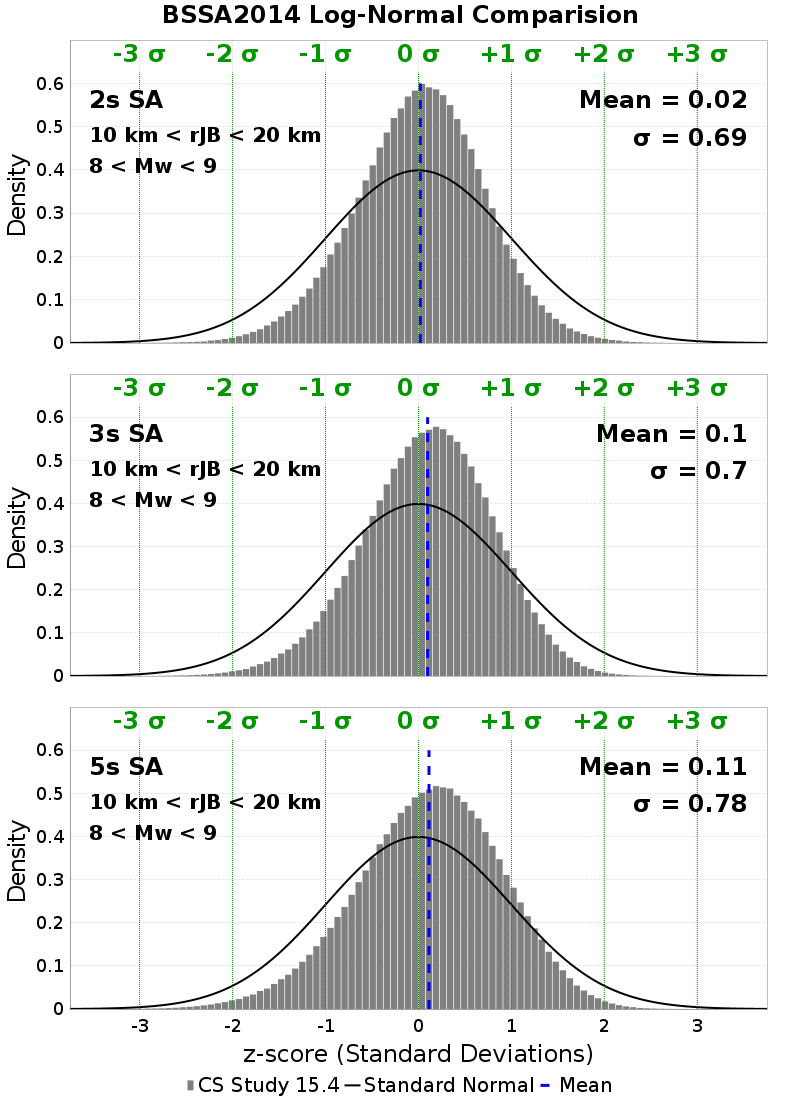 BSSA2014 Log-Normal Comparision
-3 σ -2 σ -1 σ 0 σ +1 σ +2 σ +3 σ
2s SA
10 km < rJB < 20 km
8 < Mw < 9
Mean = 0.02
σ = 0.69
Density
0.6
0.5
0.4
0.3
0.2
0.1
0
-3 σ -2 σ -1 σ 0 σ +1 σ +2 σ +3 σ
3s SA
10 km < rJB < 20 km
8 < Mw < 9
Mean = 0.1
σ = 0.7
Density
0.6
0.5
0.4
0.3
0.2
0.1
0
-3 σ -2 σ -1 σ 0 σ +1 σ +2 σ +3 σ
5s SA
10 km < rJB < 20 km
8 < Mw < 9
Mean = 0.11
σ = 0.78
Density
0.6
0.5
0.4
0.3
0.2
0.1
0
-3 -2 -1 0 1 2 3
z-score (Standard Deviations)
CS Study 15.4 Standard Normal Mean